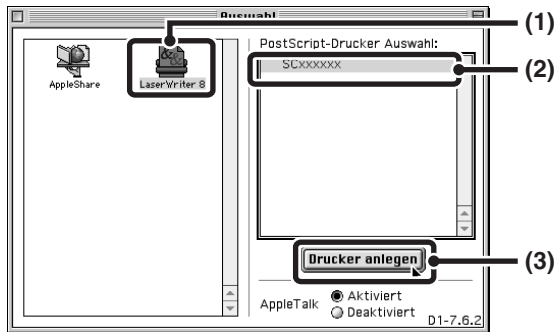 Auswahl
(1)
PostScript-Drucker Auswahl:
SCxxxxxx
(2)
AppleShare
LaserWriter 8
Drucker anlegen
(3)
AppleTalk
Aktiviert
Deaktiviert
D1-7.6.2